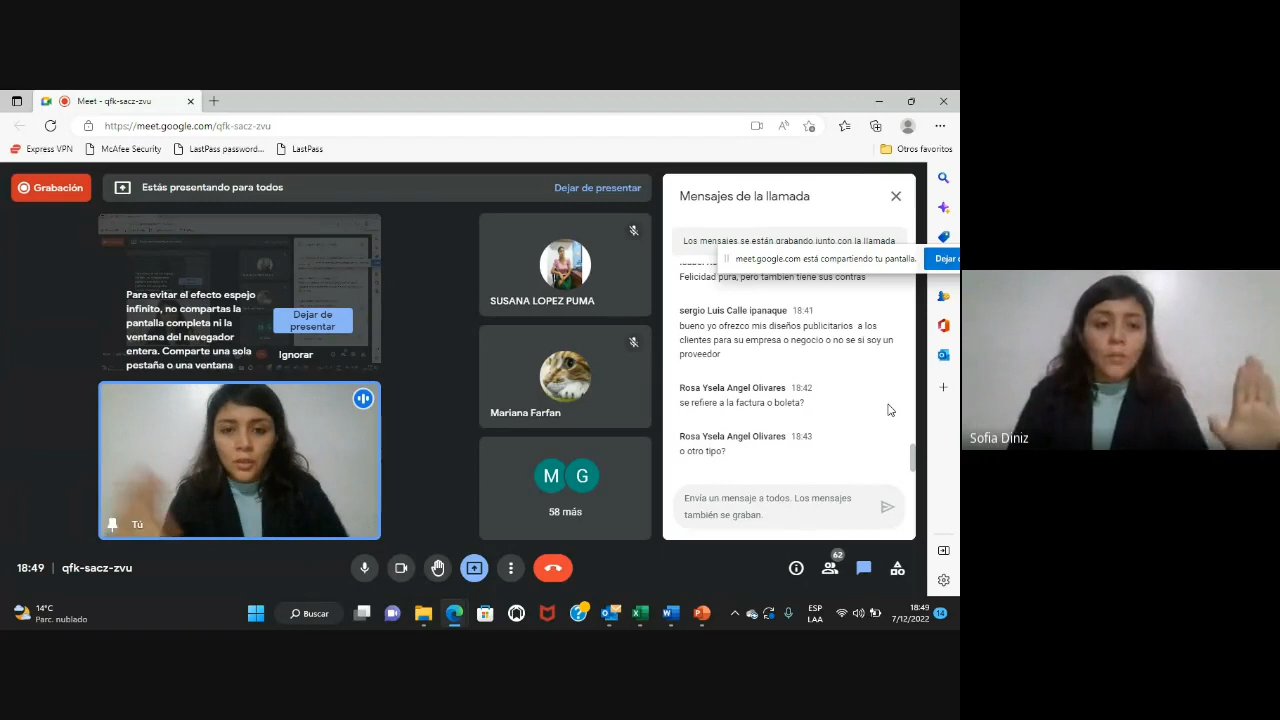 Meet - qfk-sacz-zvu
https://meet.google.com/qfk-sacz-zvu
Express VPN
McAfee Security
LastPass password...
LastPass
Otros favoritos
Grabación
Estás presentando para todos
Dejar de presentar
Para evitar el efecto espejo
infinito, no compartas la
pantalla completa ni la
ventana del navegador
entera. Comparte una sola
pestaña o una ventana
Dejar de
presentar
Ignorar
Tú
SUSANA LOPEZ PUMA
Mariana Farfan
M G
58 más
Mensajes de la llamada
Los mensajes se están grabando junto con la llamada
meet.google.com está compartiendo tu pantalla.
Dejar
Felicidad pura, pero tambien tiene sus contras
sergio Luis Calle ipanaque 18:41
bueno yo ofrezco mis diseños publicitarios a los
clientes para su empresa o negocio o no se si soy un
proveedor
Rosa Ysela Angel Olivares 18:42
se refiere a la factura o boleta?
Rosa Ysela Angel Olivares 18:43
o otro tipo?
Envía un mensaje a todos. Los mensajes
también se graban.
18:49 | qfk-sacz-zvu
62
14°C
Parc. nublado
Buscar
ESP
LAA
18:49
7/12/2022
14
Sofia Diniz